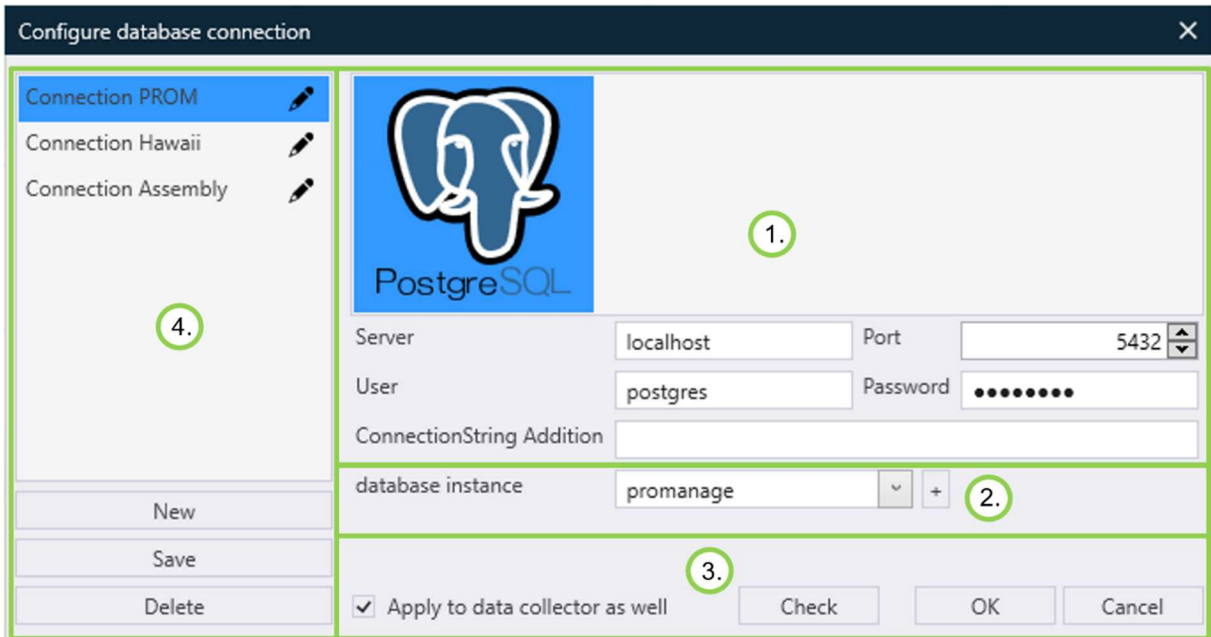 Configure database connection
Connection PROM
Connection Hawaii
Connection Assembly
4.
New
Save
Delete
PostgreSQL
1.
Server localhost Port 5432
User postgres Password ●●●●●●●●
ConnectionString Addition
database instance promanage + 2.
3.
Apply to data collector as well Check OK Cancel